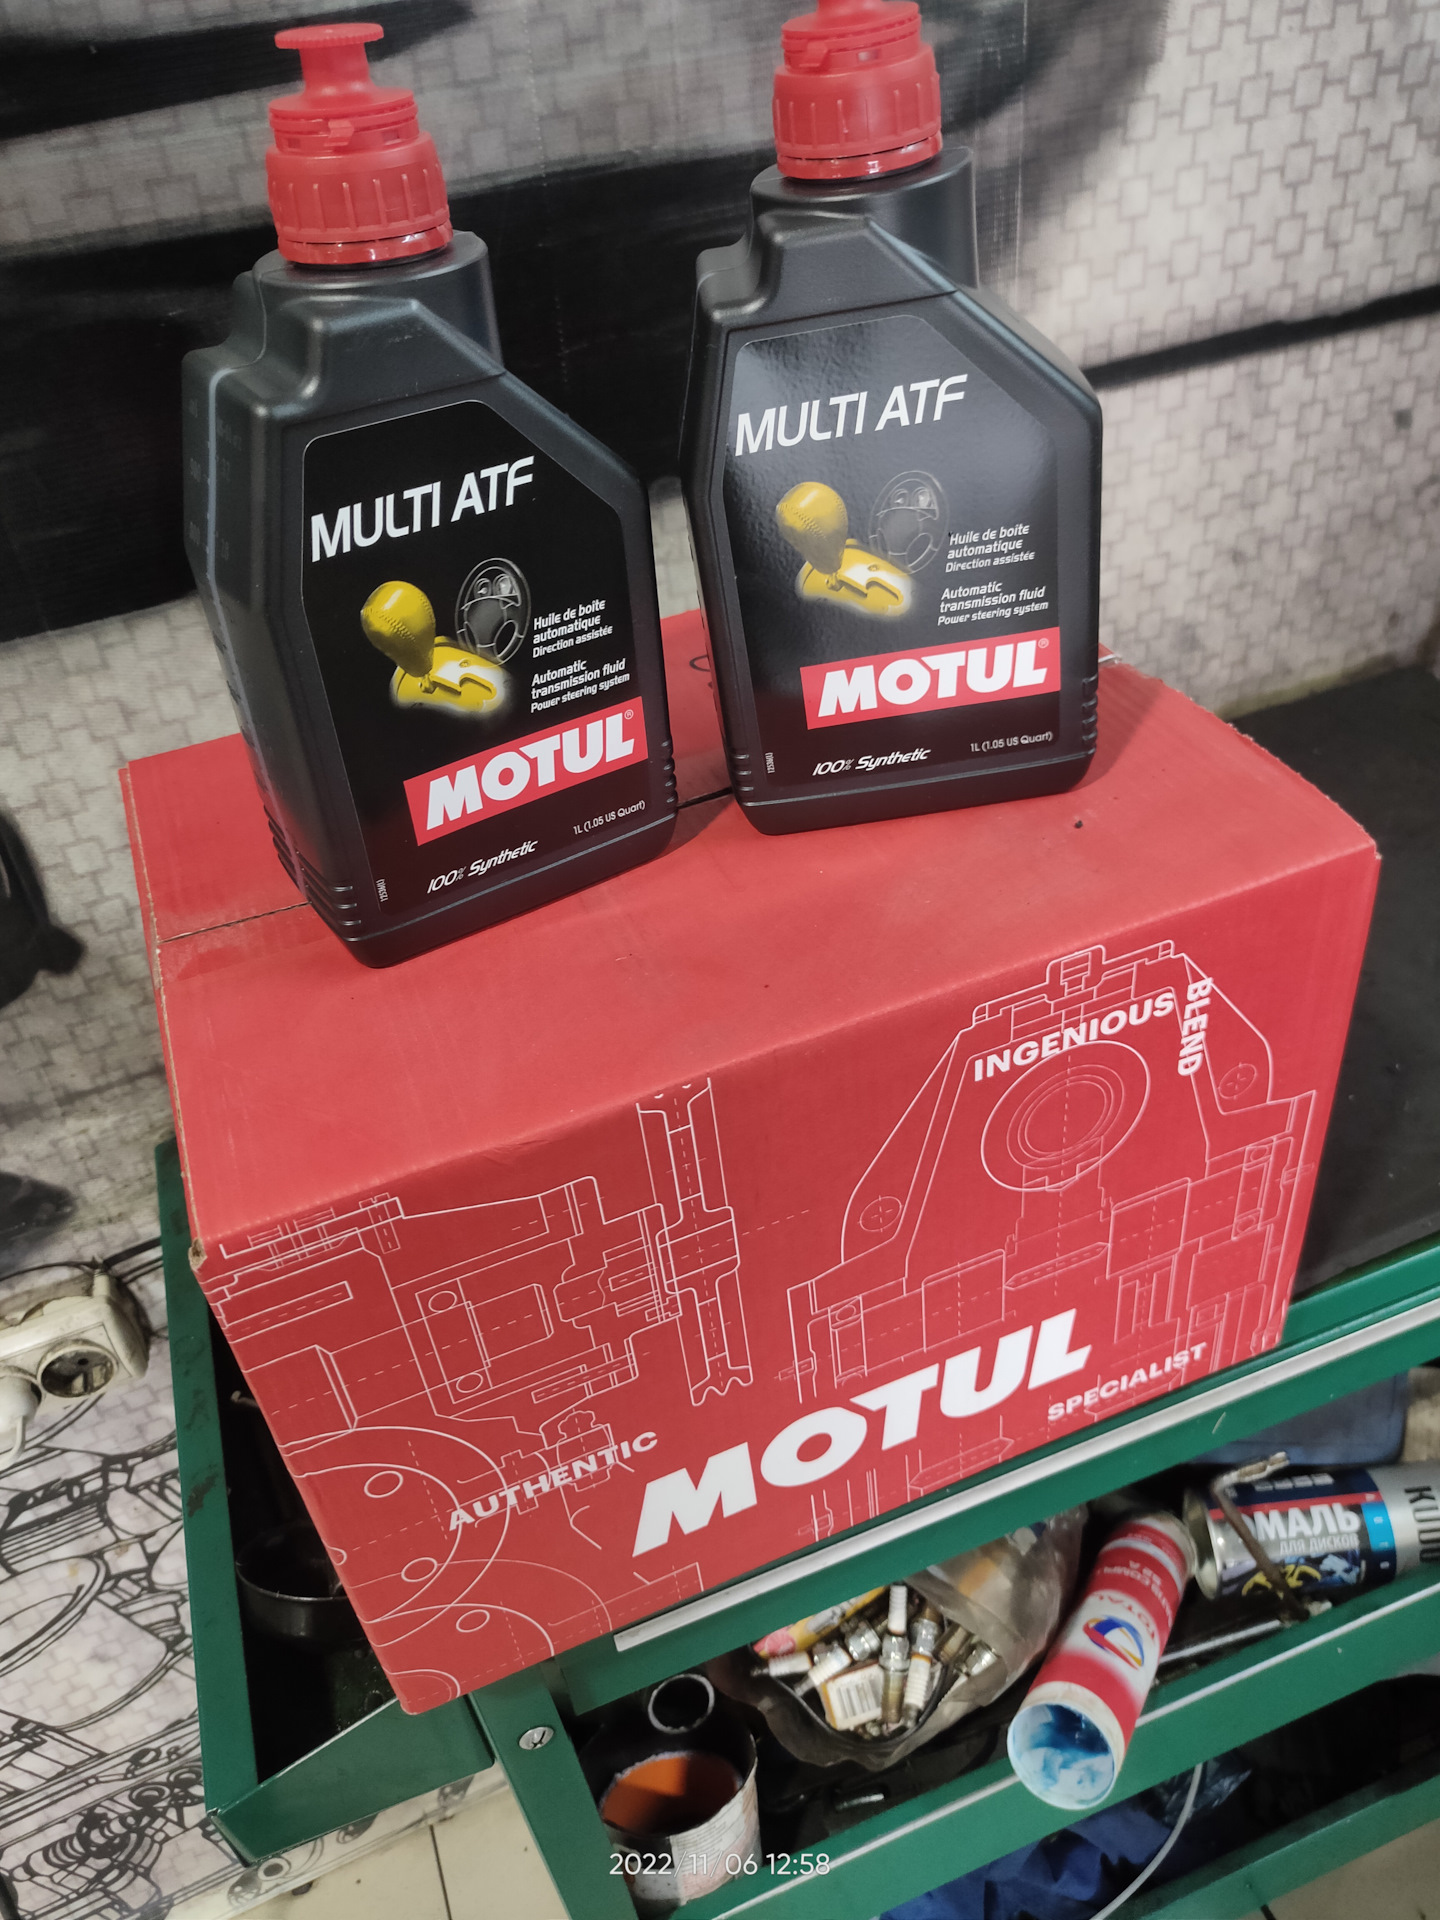 MULTI ATF
Huile de boite
automatique
Direction assistée
Automatic
transmission fluid
Power steering system
MOTUL®
100% Synthetic
1L (1.05 US Quart)
MULTI ATF
Huile de boite
automatique
Direction assistée
Automatic
transmission fluid
Power steering system
MOTUL®
100% Synthetic
1L (1.05 US Quart)
INGENIOUS
BLEND
AUTHENTIC
MOTUL
SPECIALIST
ЭМАЛЬ
ДЛЯ ДИСКОВ
KUDO
TOTAL
2022/11/06 12:58